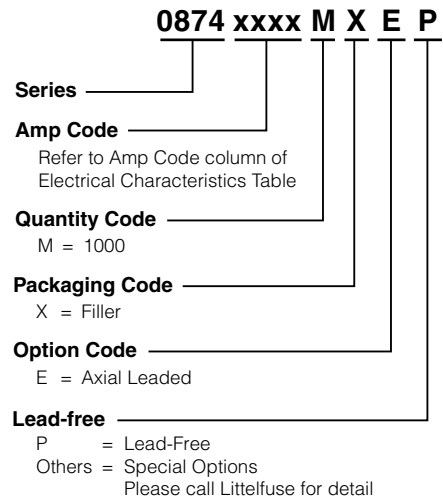 0874 xxxx M X E P
Series
Amp Code
Refer to Amp Code column of
Electrical Characteristics Table
Quantity Code
M = 1000
Packaging Code
X = Filler
Option Code
E = Axial Leaded
Lead-free
P = Lead-Free
Others = Special Options
Please call Littelfuse for detail